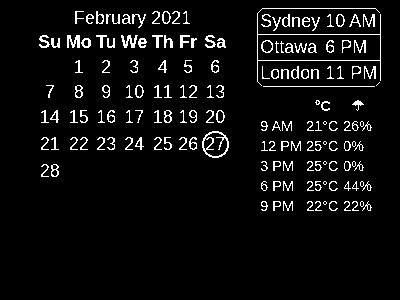 February 2021
Su Mo Tu We Th Fr Sa
1 2 3 4 5 6
7 8 9 10 11 12 13
14 15 16 17 18 19 20
21 22 23 24 25 26 27
28
Sydney 10 AM
Ottawa 6 PM
London 11 PM
°C
9 AM 21°C 26%
12 PM 25°C 0%
3 PM 25°C 0%
6 PM 25°C 44%
9 PM 22°C 22%